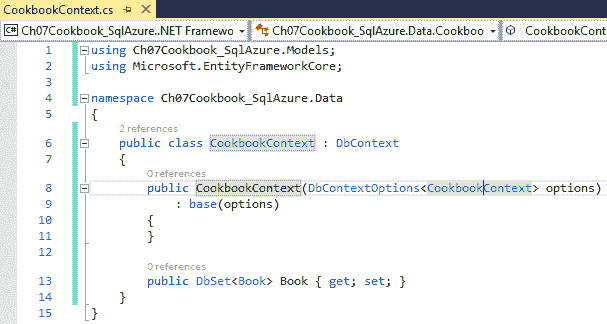 CookbookContext.cs
C# Ch07Cookbook_SqlAzure..NET Framewo Ch07Cookbook_SqlAzure.Data.Cookboo CookbookCont
1 using Ch07Cookbook_SqlAzure.Models;
2 using Microsoft.EntityFrameworkCore;
3
4 namespace Ch07Cookbook_SqlAzure.Data
5 {
2 references
6 public class CookbookContext : DbContext
7 {
0 references
8 public CookbookContext(DbContextOptions<CookbookContext> options)
9 : base(options)
10 {
11 }
12
0 references
13 public DbSet<Book> Book { get; set; }
14 }
15 }